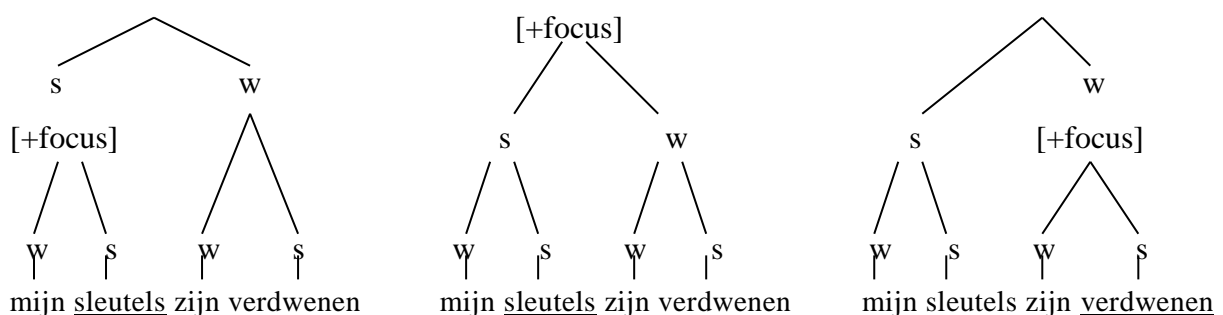 [+focus]
s w w
[+focus] s w s [+focus]
w s w s w s w s w s w s
mijn sleutels zijn verdwenen mijn sleutels zijn verdwenen mijn sleutels zijn verdwenen